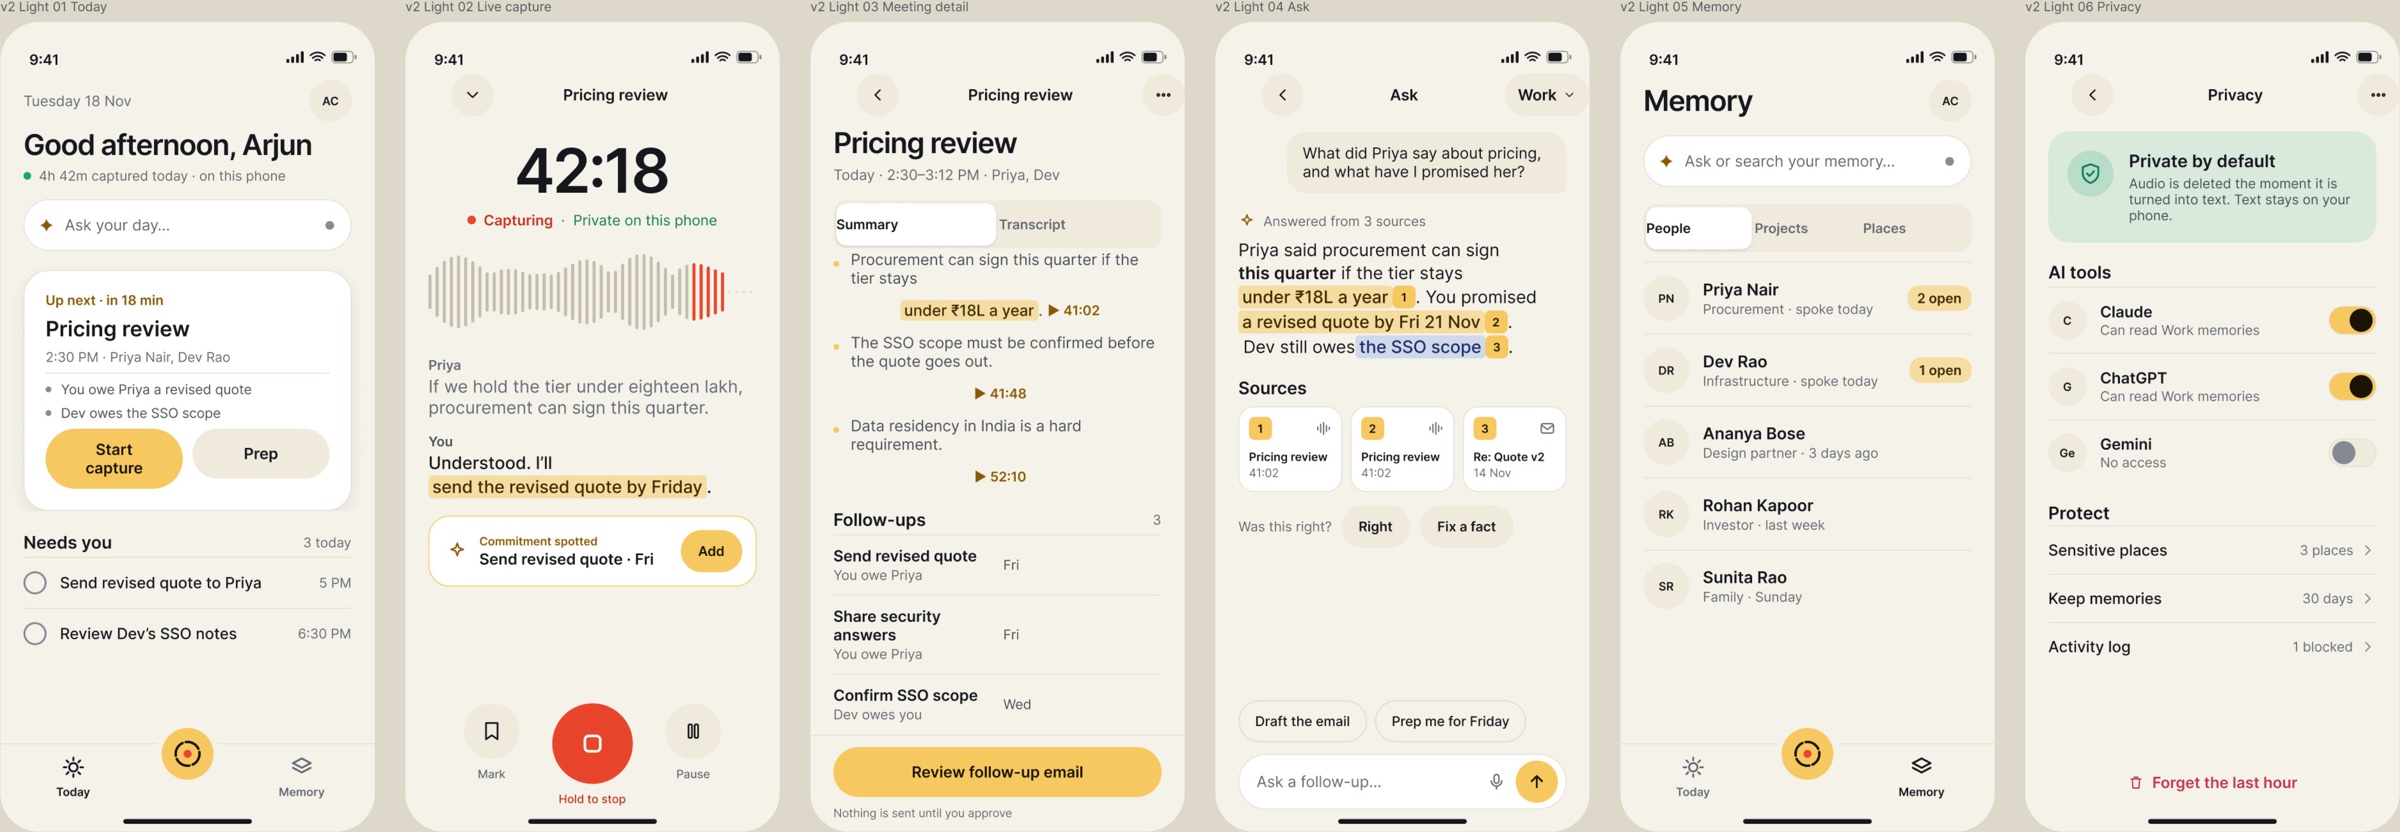 v2 Light 01 Today
9:41
Tuesday 18 Nov
AC
Good afternoon, Arjun
4h 42m captured today · on this phone
Ask your day...
Up next · in 18 min
Pricing review
2:30 PM · Priya Nair, Dev Rao
You owe Priya a revised quote
Dev owes the SSO scope
Start
capture
Prep
Needs you
3 today
Send revised quote to Priya
5 PM
Review Dev's SSO notes
6:30 PM
Today
Memory
v2 Light 02 Live capture
9:41
Pricing review
42:18
Capturing · Private on this phone
Priya
If we hold the tier under eighteen lakh,
procurement can sign this quarter.
You
Understood. I'll
send the revised quote by Friday.
Commitment spotted
Send revised quote · Fri
Add
Mark
Pause
Hold to stop
v2 Light 03 Meeting detail
9:41
Pricing review
Pricing review
Today · 2:30–3:12 PM · Priya, Dev
Summary
Transcript
Procurement can sign this quarter if the
tier stays
under ₹18L a year. ▶ 41:02
The SSO scope must be confirmed before
the quote goes out.
▶ 41:48
Data residency in India is a hard
requirement.
▶ 52:10
Follow-ups
3
Send revised quote
You owe Priya
Fri
Share security
answers
You owe Priya
Fri
Confirm SSO scope
Dev owes you
Wed
Review follow-up email
Nothing is sent until you approve
v2 Light 04 Ask
9:41
Ask
Work
What did Priya say about pricing,
and what have I promised her?
Answered from 3 sources
Priya said procurement can sign
this quarter if the tier stays
under ₹18L a year 1. You promised
a revised quote by Fri 21 Nov 2.
Dev still owes the SSO scope 3.
Sources
1
Pricing review
41:02
2
Pricing review
41:02
3
Re: Quote v2
14 Nov
Was this right?
Right
Fix a fact
Draft the email
Prep me for Friday
Ask a follow-up...
v2 Light 05 Memory
9:41
Memory
AC
Ask or search your memory...
People
Projects
Places
PN
Priya Nair
Procurement · spoke today
2 open
DR
Dev Rao
Infrastructure · spoke today
1 open
AB
Ananya Bose
Design partner · 3 days ago
RK
Rohan Kapoor
Investor · last week
SR
Sunita Rao
Family · Sunday
Today
Memory
v2 Light 06 Privacy
9:41
Privacy
Private by default
Audio is deleted the moment it is
turned into text. Text stays on your
phone.
AI tools
C
Claude
Can read Work memories
G
ChatGPT
Can read Work memories
Ge
Gemini
No access
Protect
Sensitive places
3 places
Keep memories
30 days
Activity log
1 blocked
Forget the last hour